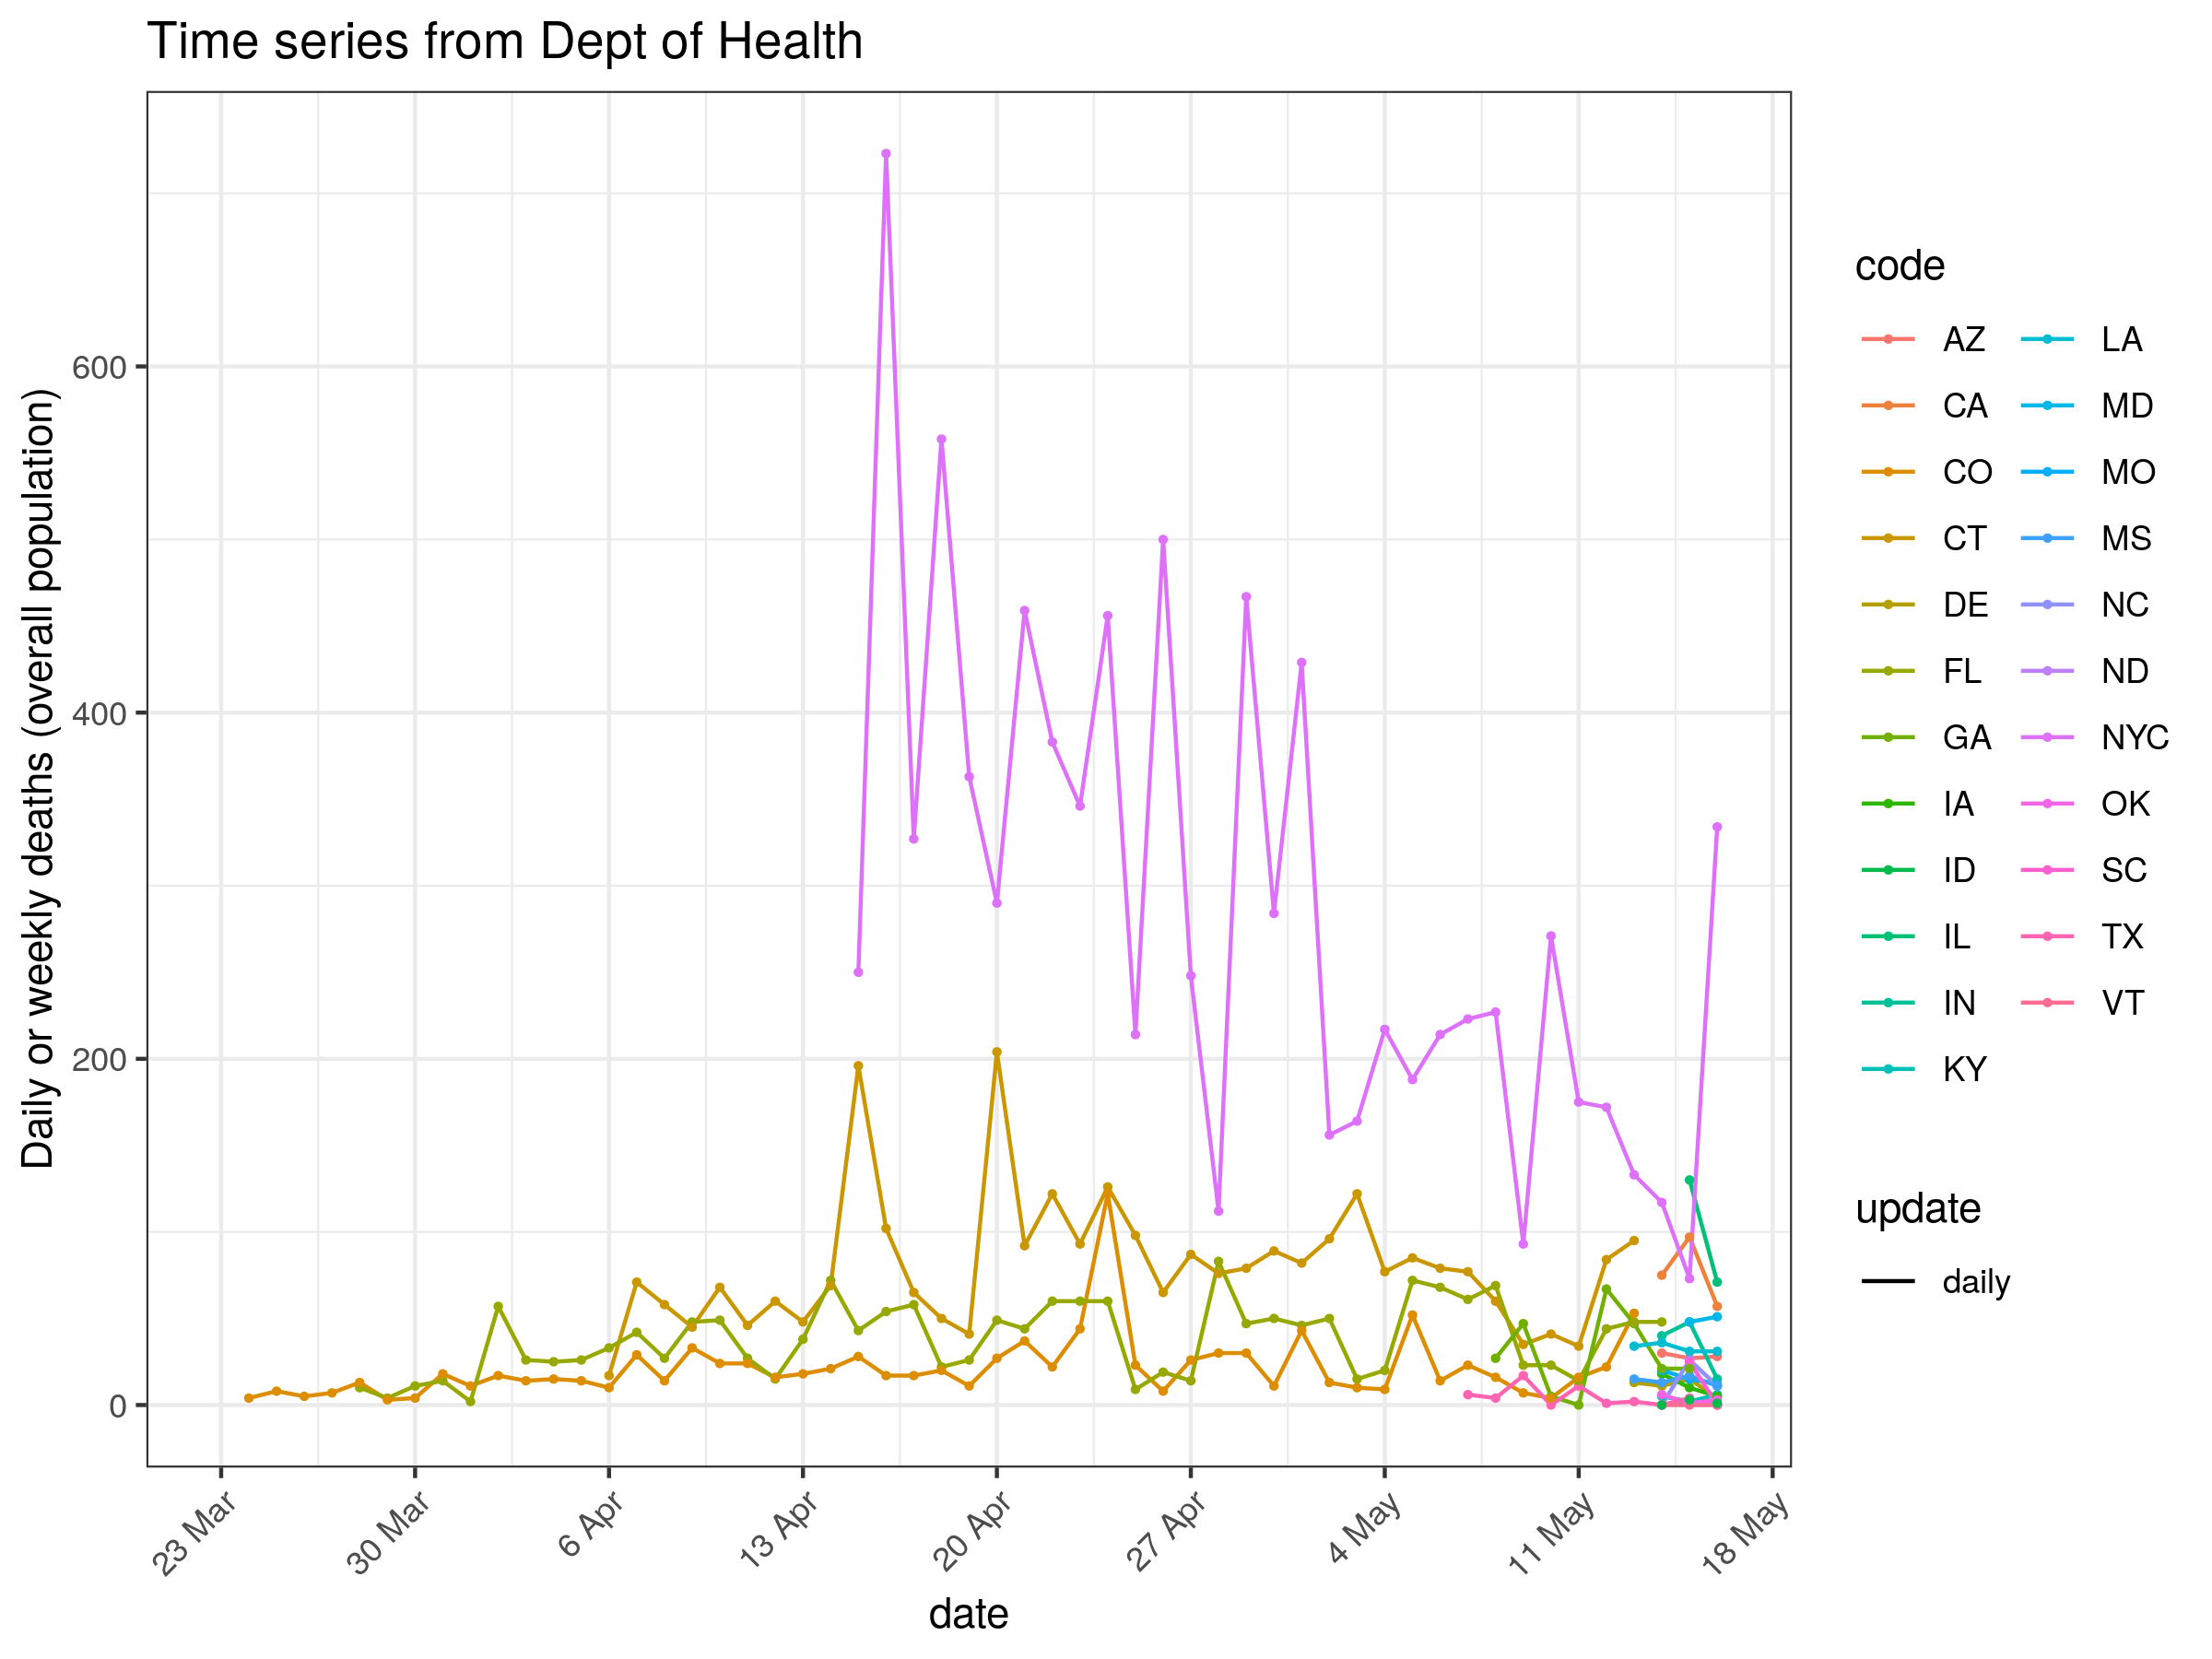 Time series from Dept of Health
Daily or weekly deaths (overall population)
600
400
200
0
23 Mar
30 Mar
6 Apr
13 Apr
20 Apr
27 Apr
4 May
11 May
18 May
date
code
AZ
CA
CO
CT
DE
FL
GA
IA
ID
IL
IN
KY
LA
MD
MO
MS
NC
ND
NYC
OK
SC
TX
VT
update
daily